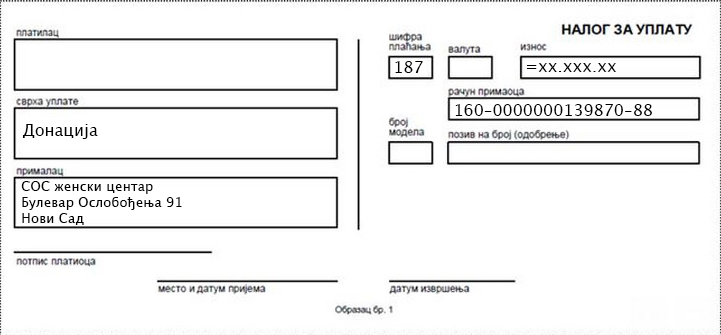 НАЛОГ ЗА УПЛАТУ
платилац
сврха уплате
Донација
прималац
СОС женски центар
Булевар Ослобођења 91
Нови Сад
потпис платиоца
место и датум пријема
шифра
плаћања
187
валута
износ
=xx.xxx.xx
рачун примаоца
160-0000000139870-88
број
модела
позив на број (одобрење)
датум извршења
Образац бр. 1